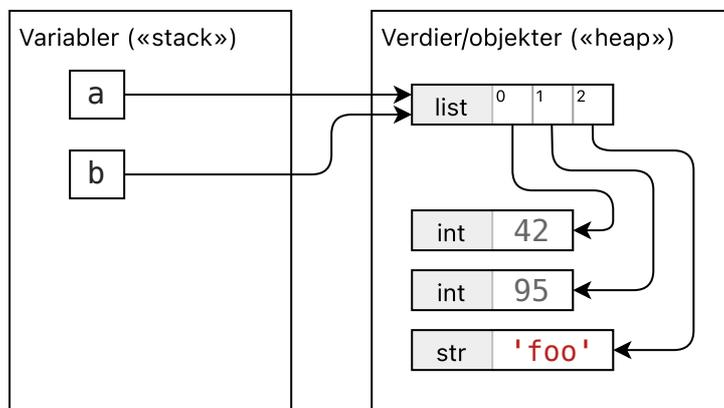 Variabler («stack»)
Verdier/objekter («heap»)
a
list 0 1 2
b
int 42
int 95
str 'foo'